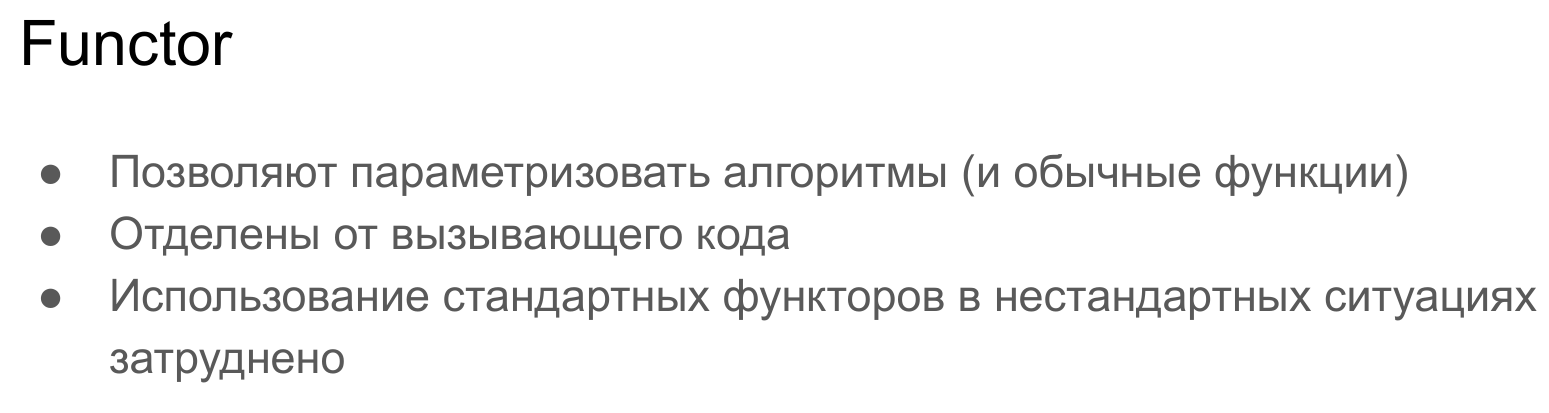 Functor
● Позволяют параметризовать алгоритмы (и обычные функции)
● Отделены от вызывающего кода
● Использование стандартных функторов в нестандартных ситуациях
затруднено